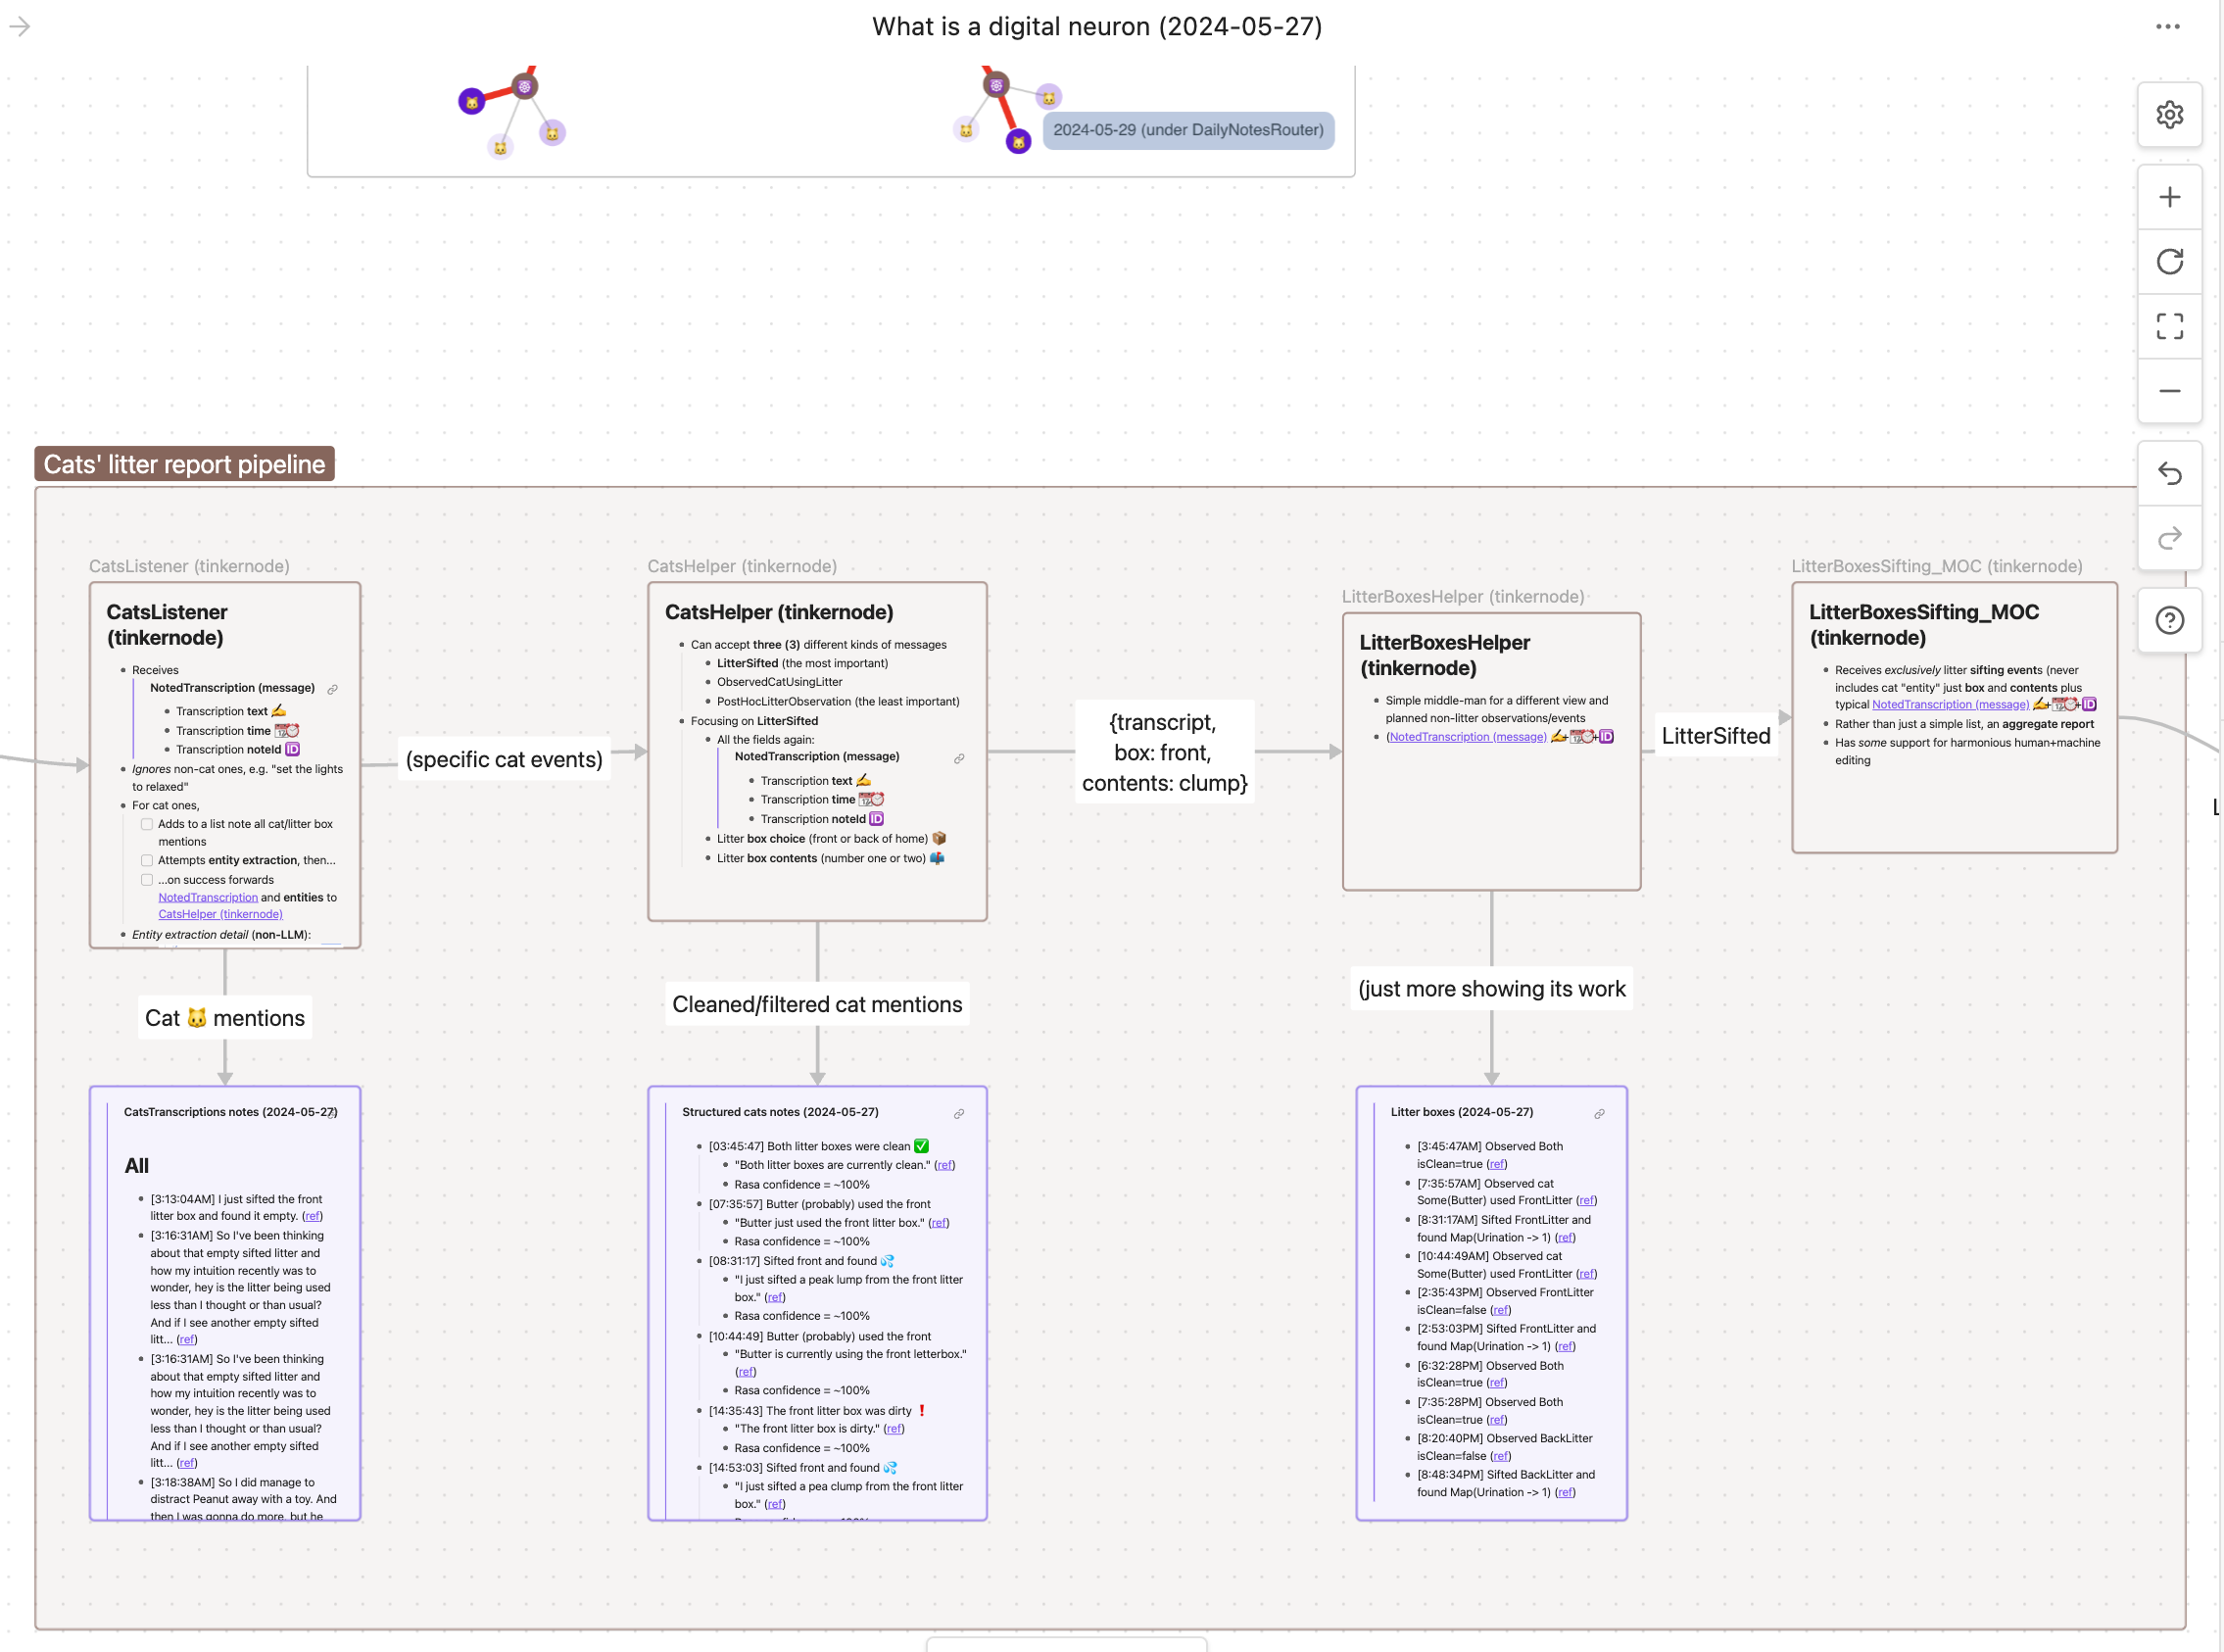 What is a digital neuron (2024-05-27)
2024-05-29 (under DailyNotesRouter)
Cats' litter report pipeline
CatsListener (tinkernode)
CatsListener
(tinkernode)
Receives
NotedTranscription (message)
Transcription text ✍️
Transcription time 📆⏰
Transcription noteId 🆔
Ignores non-cat ones, e.g. "set the lights
to relaxed"
For cat ones,
Adds to a list note all cat/litter box
mentions
Attempts entity extraction, then...
...on success forwards
NotedTranscription and entities to
CatsHelper (tinkernode)
Entity extraction detail (non-LLM):
(specific cat events)
CatsHelper (tinkernode)
CatsHelper (tinkernode)
Can accept three (3) different kinds of messages
LitterSifted (the most important)
ObservedCatUsingLitter
PostHocLitterObservation (the least important)
Focusing on LitterSifted
All the fields again:
NotedTranscription (message)
Transcription text ✍️
Transcription time 📆⏰
Transcription noteId 🆔
Litter box choice (front or back of home) 📦
Litter box contents (number one or two) 📬
{transcript,
box: front,
contents: clump}
LitterBoxesHelper (tinkernode)
LitterBoxesHelper
(tinkernode)
Simple middle-man for a different view and
planned non-litter observations/events
(NotedTranscription (message) ✍️+📆⏰+🆔
LitterSifted
LitterBoxesSifting_MOC (tinkernode)
LitterBoxesSifting_MOC
(tinkernode)
Receives exclusively litter sifting events (never
includes cat "entity" just box and contents plus
typical NotedTranscription (message) ✍️+📆⏰+🆔
Rather than just a simple list, an aggregate report
Has some support for harmonious human+machine
editing
Cat 🐱 mentions
Cleaned/filtered cat mentions
(just more showing its work
CatsTranscriptions notes (2024-05-27)
All
[3:13:04AM] I just sifted the front
litter box and found it empty. (ref)
[3:16:31AM] So I've been thinking
about that empty sifted litter and
how my intuition recently was to
wonder, hey is the litter being used
less than I thought or than usual?
And if I see another empty sifted
litt... (ref)
[3:16:31AM] So I've been thinking
about that empty sifted litter and
how my intuition recently was to
wonder, hey is the litter being used
less than I thought or than usual?
And if I see another empty sifted
litt... (ref)
[3:18:38AM] So I did manage to
distract Peanut away with a toy. And
then I was gonna do more, but he
Structured cats notes (2024-05-27)
[03:45:47] Both litter boxes were clean ✅
"Both litter boxes are currently clean." (ref)
Rasa confidence = ~100%
[07:35:57] Butter (probably) used the front
"Butter just used the front litter box." (ref)
Rasa confidence = ~100%
[08:31:17] Sifted front and found 💦
"I just sifted a peak lump from the front litter
box." (ref)
Rasa confidence = ~100%
[10:44:49] Butter (probably) used the front
"Butter is currently using the front letterbox."
(ref)
Rasa confidence = ~100%
[14:35:43] The front litter box was dirty ❗
"The front litter box is dirty." (ref)
Rasa confidence = ~100%
[14:53:03] Sifted front and found 💦
"I just sifted a pea clump from the front litter
box." (ref)
Litter boxes (2024-05-27)
[3:45:47AM] Observed Both
isClean=true (ref)
[7:35:57AM] Observed cat
Some(Butter) used FrontLitter (ref)
[8:31:17AM] Sifted FrontLitter and
found Map(Urination -> 1) (ref)
[10:44:49AM] Observed cat
Some(Butter) used FrontLitter (ref)
[2:35:43PM] Observed FrontLitter
isClean=false (ref)
[2:53:03PM] Sifted FrontLitter and
found Map(Urination -> 1) (ref)
[6:32:28PM] Observed Both
isClean=true (ref)
[7:35:28PM] Observed Both
isClean=true (ref)
[8:20:40PM] Observed BackLitter
isClean=false (ref)
[8:48:34PM] Sifted BackLitter and
found Map(Urination -> 1) (ref)